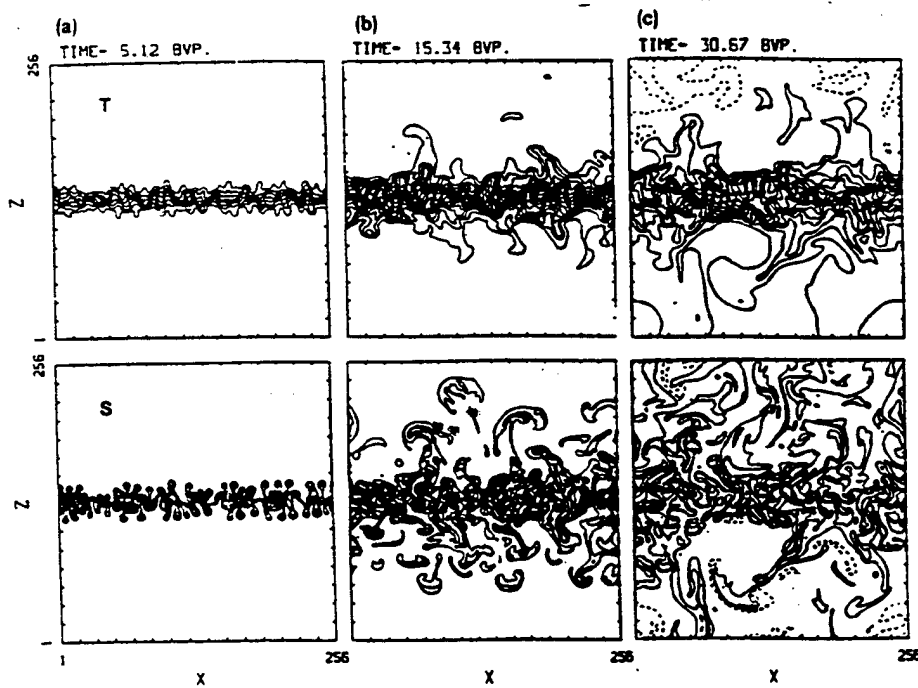 (a) (b) (c)
TIME- 5.12 BVP. TIME- 15.34 BVP. TIME- 30.67 BVP.
256
T
Z
1
256
S
Z
1
1 256 256 256
X X X